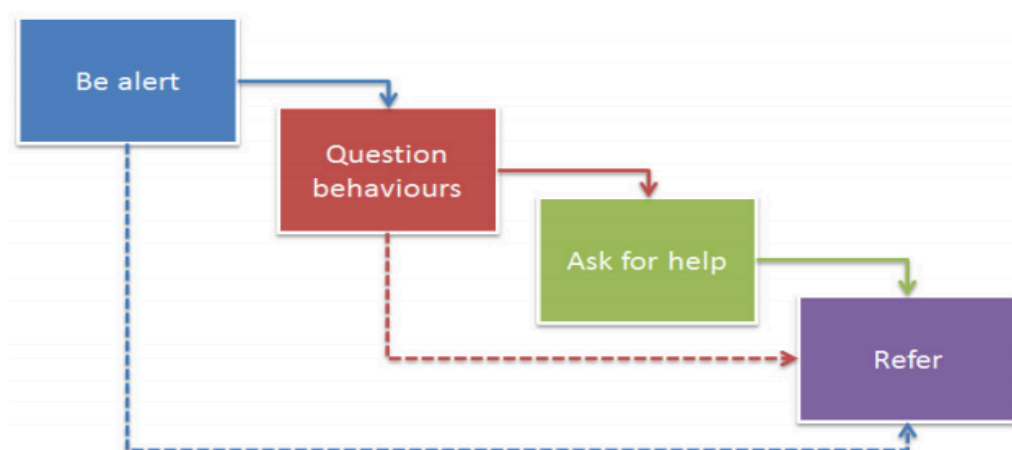 Be alert
Question
behaviours
Ask for help
Refer